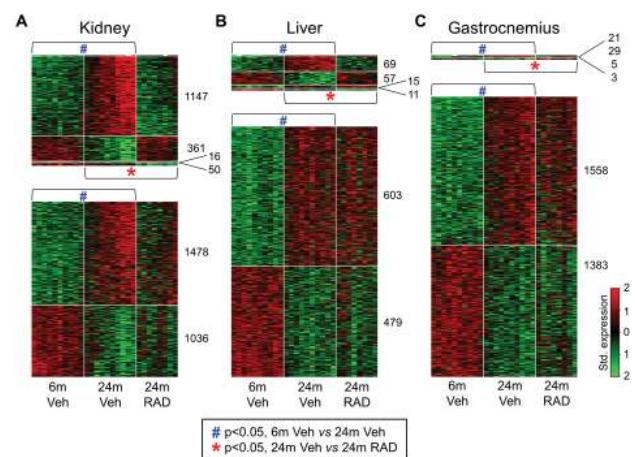 A Kidney
#
1147
361
16
*
50
#
1478
1036
6m Veh
24m Veh
24m RAD
B Liver
#
69
57
15
*
11
#
603
479
6m Veh
24m Veh
24m RAD
C Gastrocnemius
#
21
29
*
5
3
#
1558
1383
6m Veh
24m Veh
24m RAD
Std. expression
2
1
0
1
2
# p<0.05, 6m Veh vs 24m Veh
* p<0.05, 24m Veh vs 24m RAD